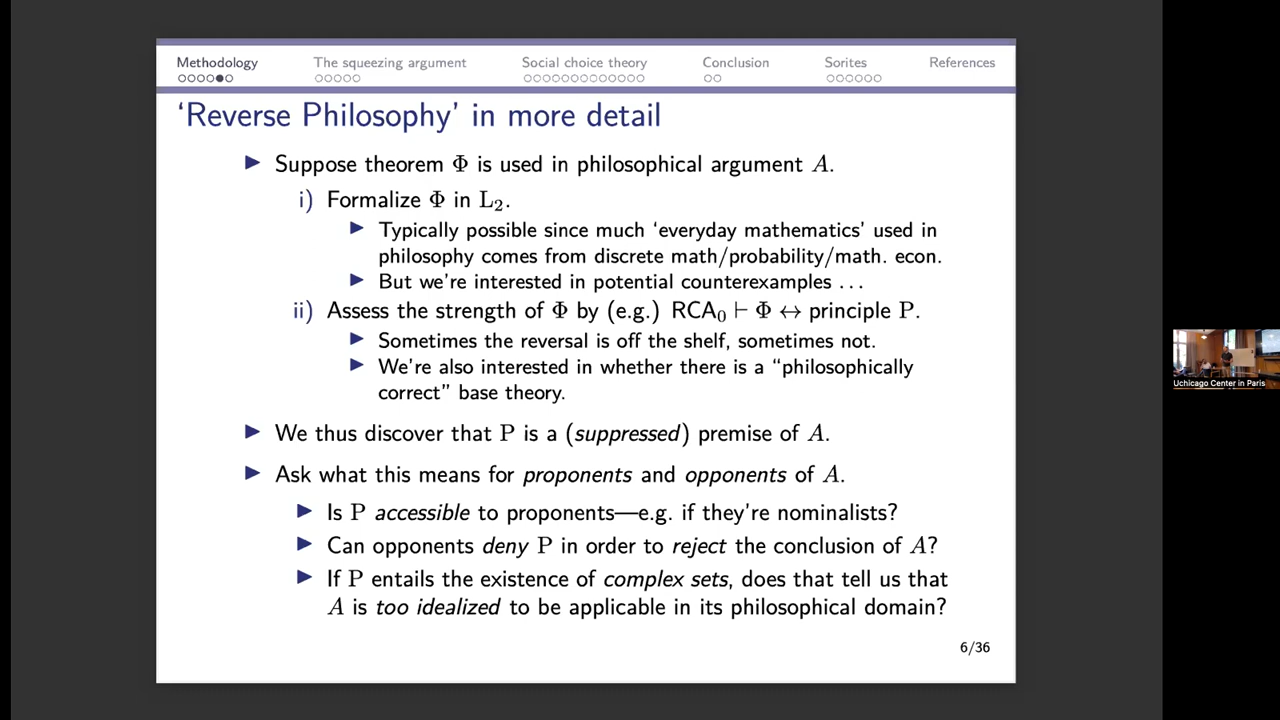 Methodology The squeezing argument Social choice theory Conclusion Sorites References
‘Reverse Philosophy’ in more detail
▶ Suppose theorem Φ is used in philosophical argument A.
i) Formalize Φ in L₂.
▶ Typically possible since much ‘everyday mathematics’ used in
philosophy comes from discrete math/probability/math. econ.
▶ But we’re interested in potential counterexamples . . .
ii) Assess the strength of Φ by (e.g.) RCA₀ ⊢ Φ ↔ principle P.
▶ Sometimes the reversal is off the shelf, sometimes not.
▶ We’re also interested in whether there is a “philosophically
correct” base theory.
▶ We thus discover that P is a (suppressed) premise of A.
▶ Ask what this means for proponents and opponents of A.
▶ Is P accessible to proponents—e.g. if they’re nominalists?
▶ Can opponents deny P in order to reject the conclusion of A?
▶ If P entails the existence of complex sets, does that tell us that
A is too idealized to be applicable in its philosophical domain?
6/36
Uchicago Center in Paris